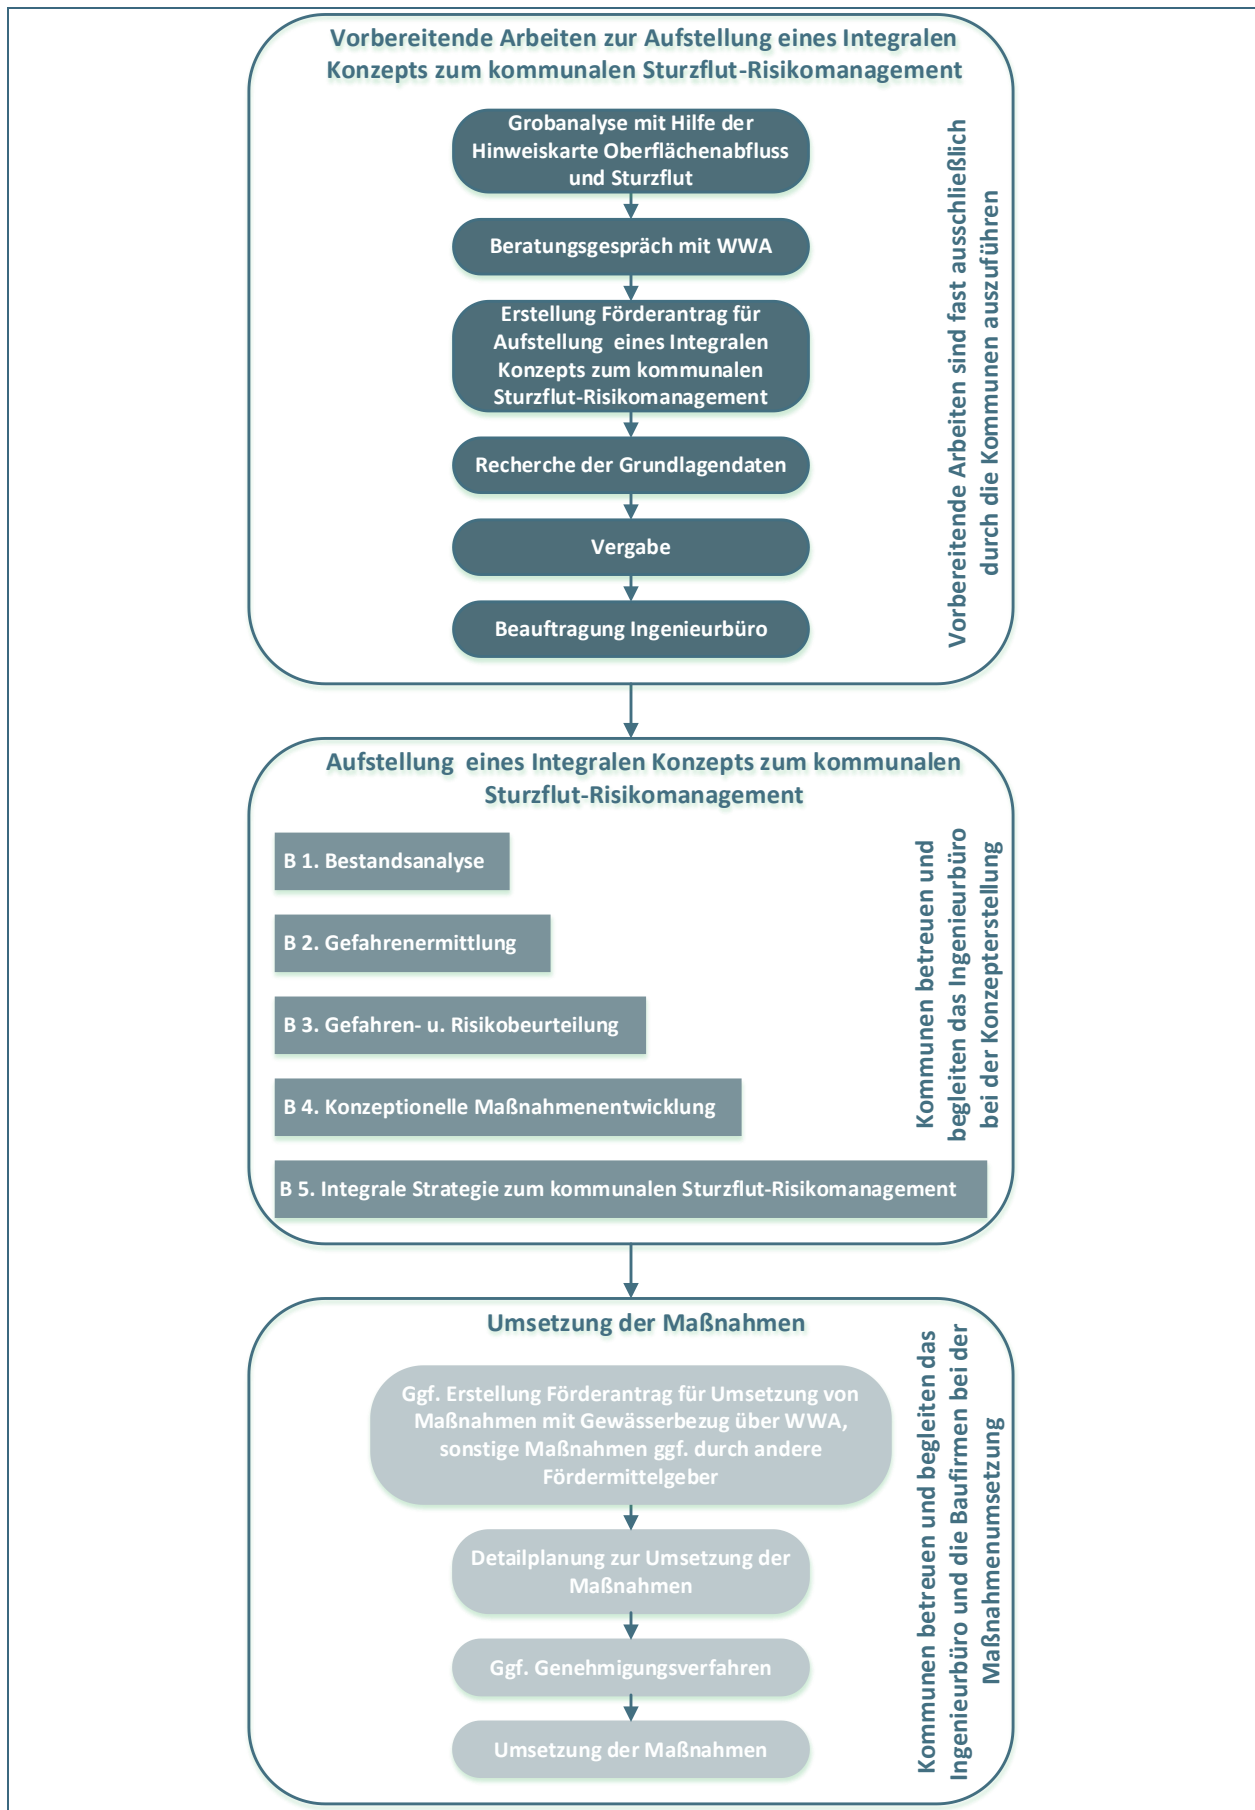 Vorbereitende Arbeiten zur Aufstellung eines Integralen
Konzepts zum kommunalen Sturzflut-Risikomanagement
Grobanalyse mit Hilfe der
Hinweiskarte Oberflächenabfluss
und Sturzflut
Beratungsgespräch mit WWA
Erstellung Förderantrag für
Aufstellung eines Integralen
Konzepts zum kommunalen
Sturzflut-Risikomanagement
Recherche der Grundlagendaten
Vergabe
Beauftragung Ingenieurbüro
Vorbereitende Arbeiten sind fast ausschließlich
durch die Kommunen auszuführen
Aufstellung eines Integralen Konzepts zum kommunalen
Sturzflut-Risikomanagement
B 1. Bestandsanalyse
B 2. Gefahrenermittlung
B 3. Gefahren- u. Risikobeurteilung
B 4. Konzeptionelle Maßnahmenentwicklung
B 5. Integrale Strategie zum kommunalen Sturzflut-Risikomanagement
Kommunen betreuen und
begleiten das Ingenieurbüro
bei der Konzepterstellung
Umsetzung der Maßnahmen
Ggf. Erstellung Förderantrag für Umsetzung von
Maßnahmen mit Gewässerbezug über WWA,
sonstige Maßnahmen ggf. durch andere
Fördermittelgeber
Detailplanung zur Umsetzung der
Maßnahmen
Ggf. Genehmigungsverfahren
Umsetzung der Maßnahmen
Kommunen betreuen und begleiten das
Ingenieurbüro und die Baufirmen bei der
Maßnahmenumsetzung